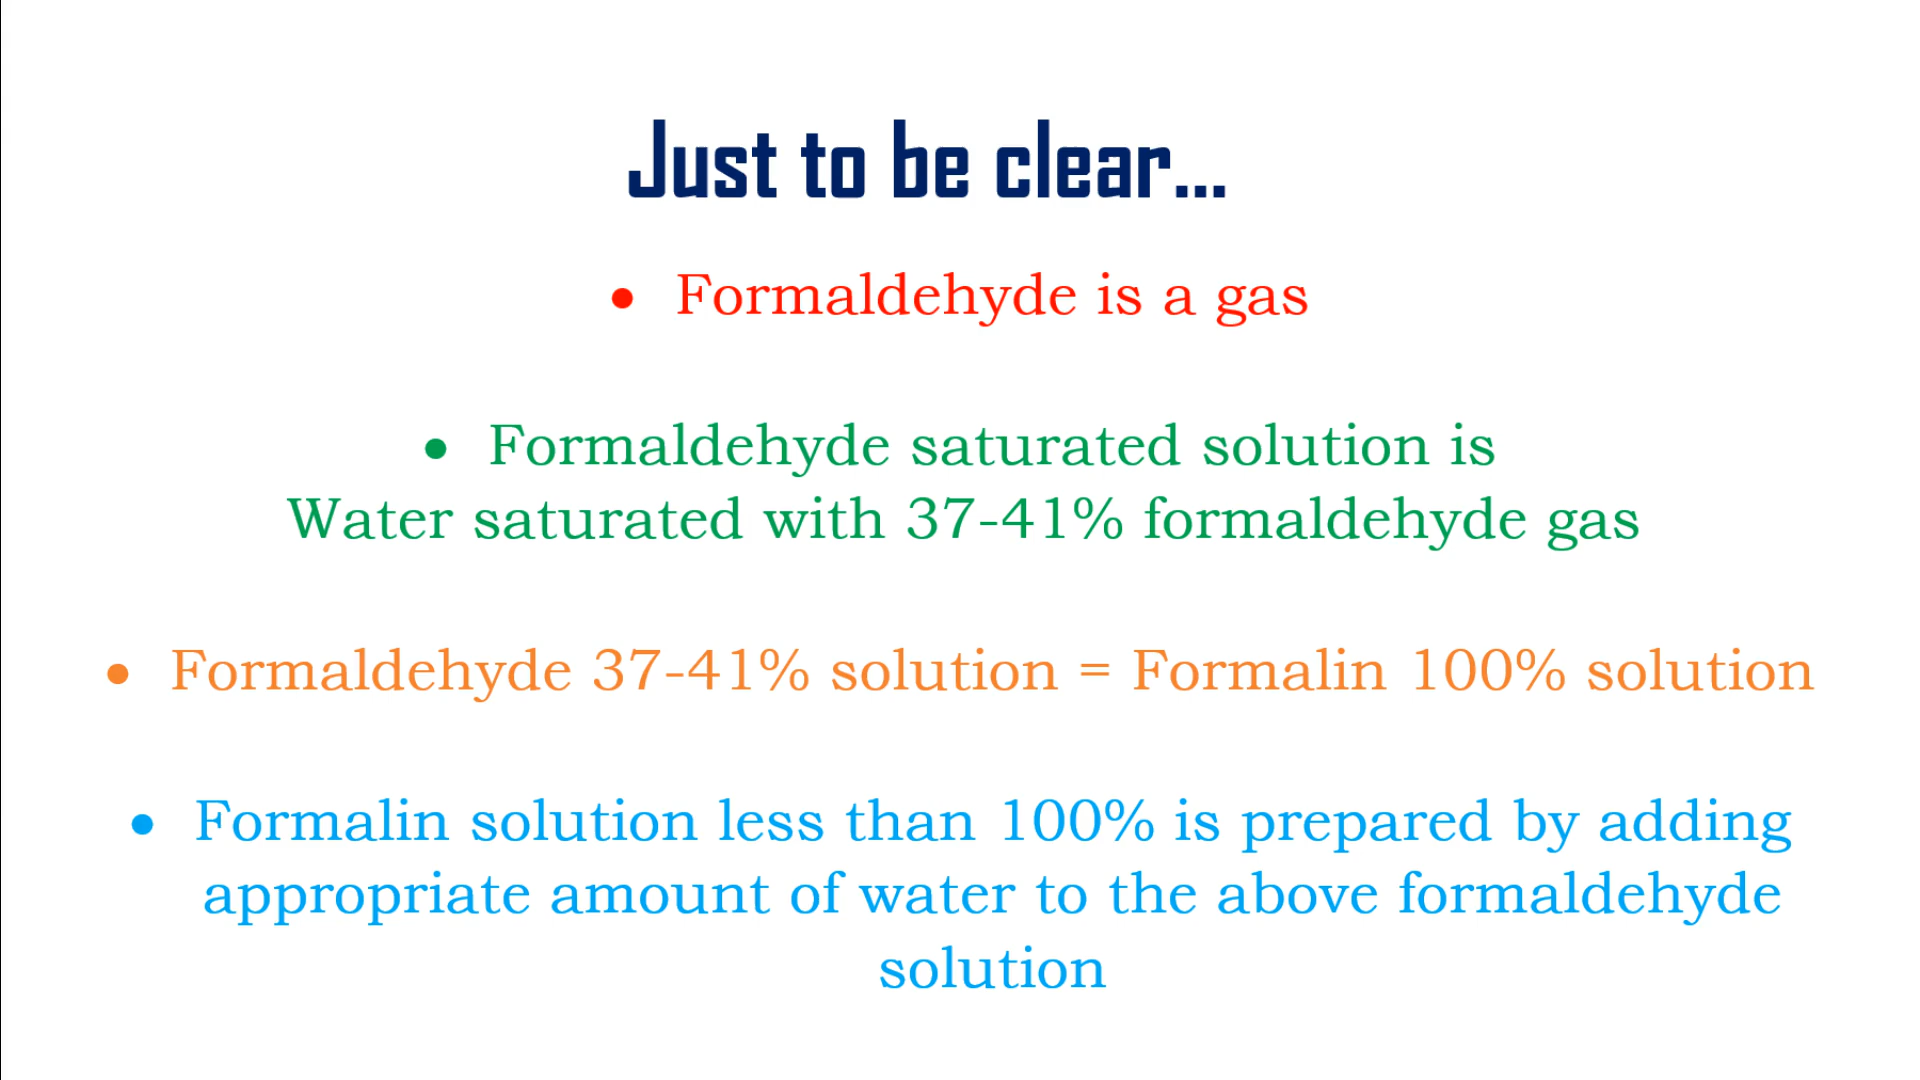 Just to be clear...
• Formaldehyde is a gas
• Formaldehyde saturated solution is
Water saturated with 37-41% formaldehyde gas
• Formaldehyde 37-41% solution = Formalin 100% solution
• Formalin solution less than 100% is prepared by adding
appropriate amount of water to the above formaldehyde
solution